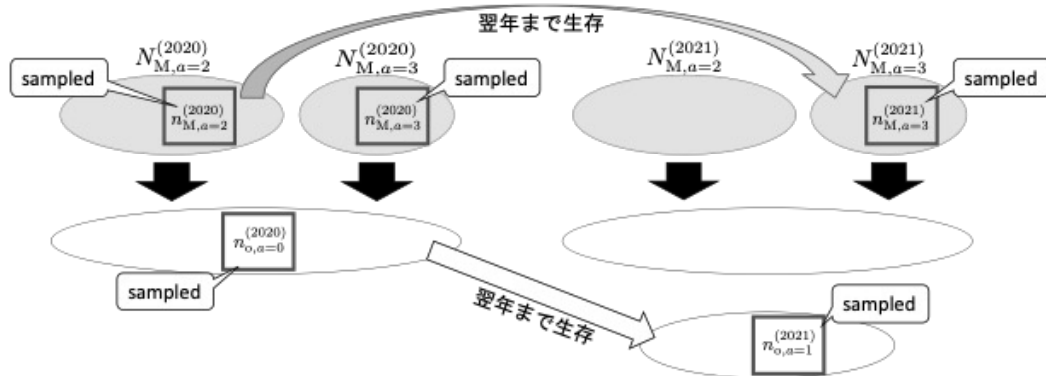 翌年まで生存
N_{M,a=2}^{(2020)} N_{M,a=3}^{(2020)} N_{M,a=2}^{(2021)} N_{M,a=3}^{(2021)}
sampled
sampled
sampled
n_{M,a=2}^{(2020)} n_{M,a=3}^{(2020)} n_{M,a=3}^{(2021)}
n_{o,a=0}^{(2020)}
sampled
翌年まで生存
sampled
n_{o,a=1}^{(2021)}